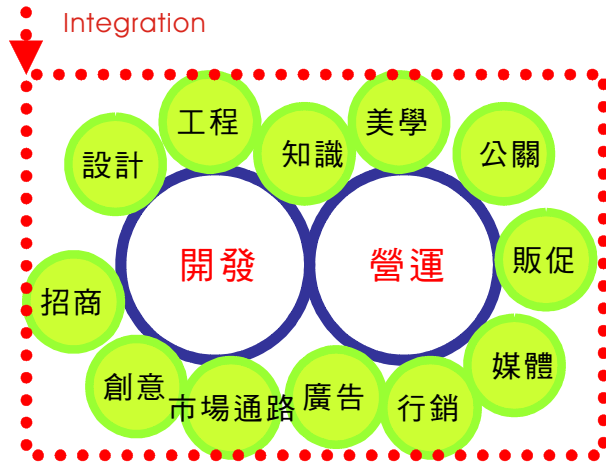 Integration
工程
美學
設計
知識
公關
開發
營運
販促
招商
媒體
創意
市場通路
廣告
行銷